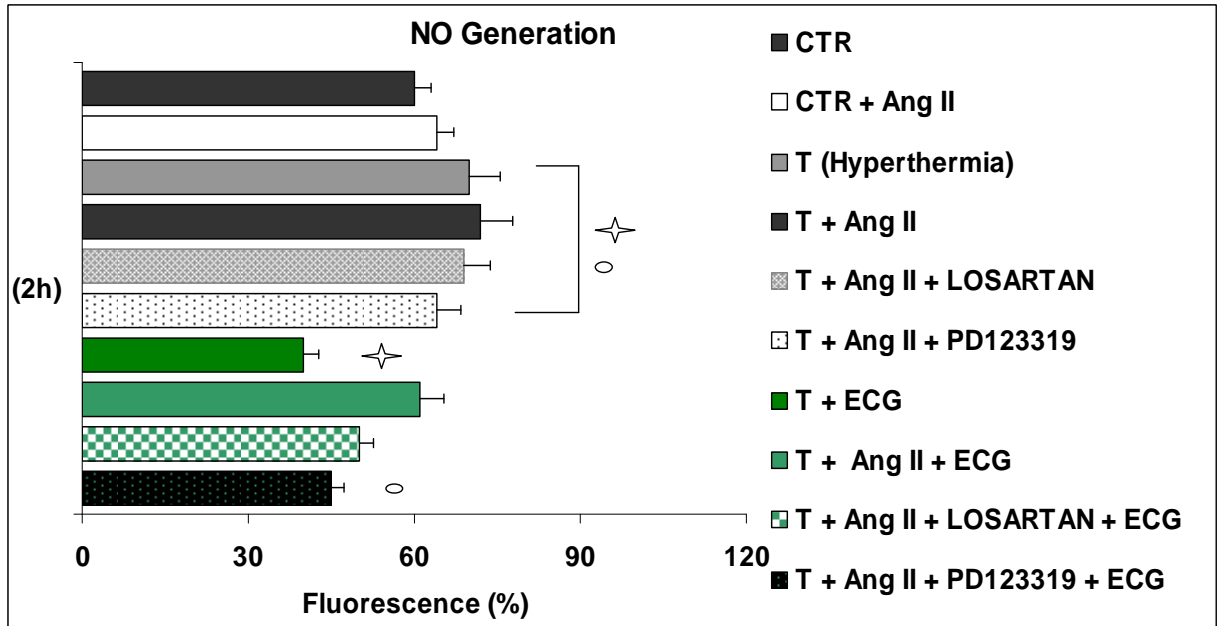 NO Generation
CTR
CTR + Ang II
T (Hyperthermia)
T + Ang II
T + Ang II + LOSARTAN
T + Ang II + PD123319
T + ECG
T + Ang II + ECG
T + Ang II + LOSARTAN + ECG
T + Ang II + PD123319 + ECG
(2h)
0 30 60 90 120
Fluorescence (%)